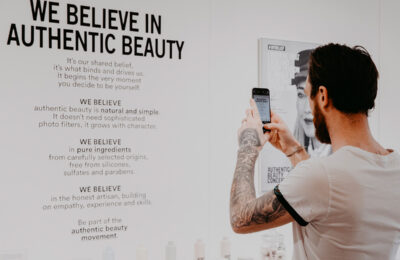 WE BELIEVE IN
AUTHENTIC BEAUTY
It's our shared belief,
it's what binds and drives us.
It begins the very moment
you decide to be yourself.
WE BELIEVE
authentic beauty is natural and simple.
It doesn't need sophisticated
photo filters, it grows with character.
WE BELIEVE
in pure ingredients
from carefully selected origins,
free from silicones,
sulfates and parabens.
WE BELIEVE
in the honest artisan, building
on empathy, experience and skills.
Be part of the
authentic beauty
movement.
AUTHENTIC
BEAUTY
CONCEPT